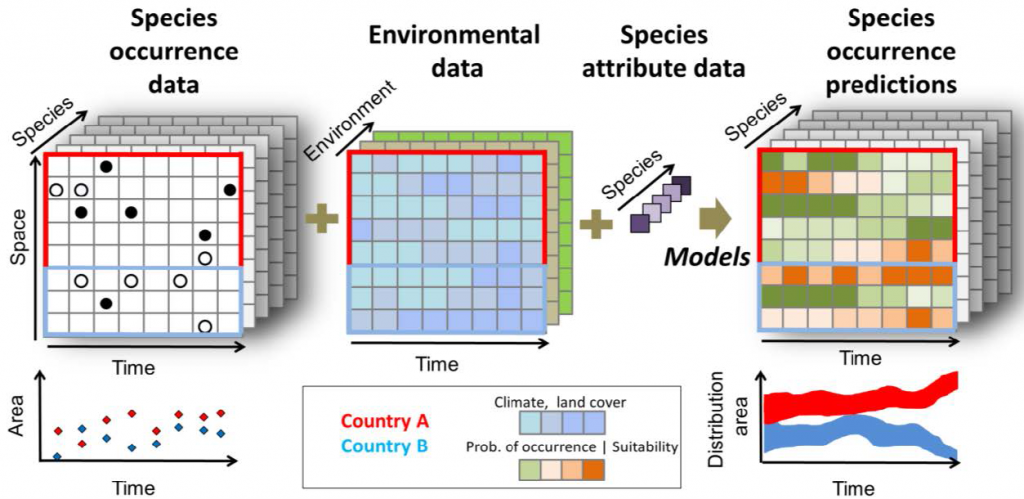 Species
occurrence
data
Environmental
data
Species
attribute data
Species
occurrence
predictions
Species
Space
Time
Environment
Time
Species
Models
Species
Time
Area
Time
Country A
Country B
Climate, land cover
Prob. of occurrence | Suitability
Distribution
area
Time